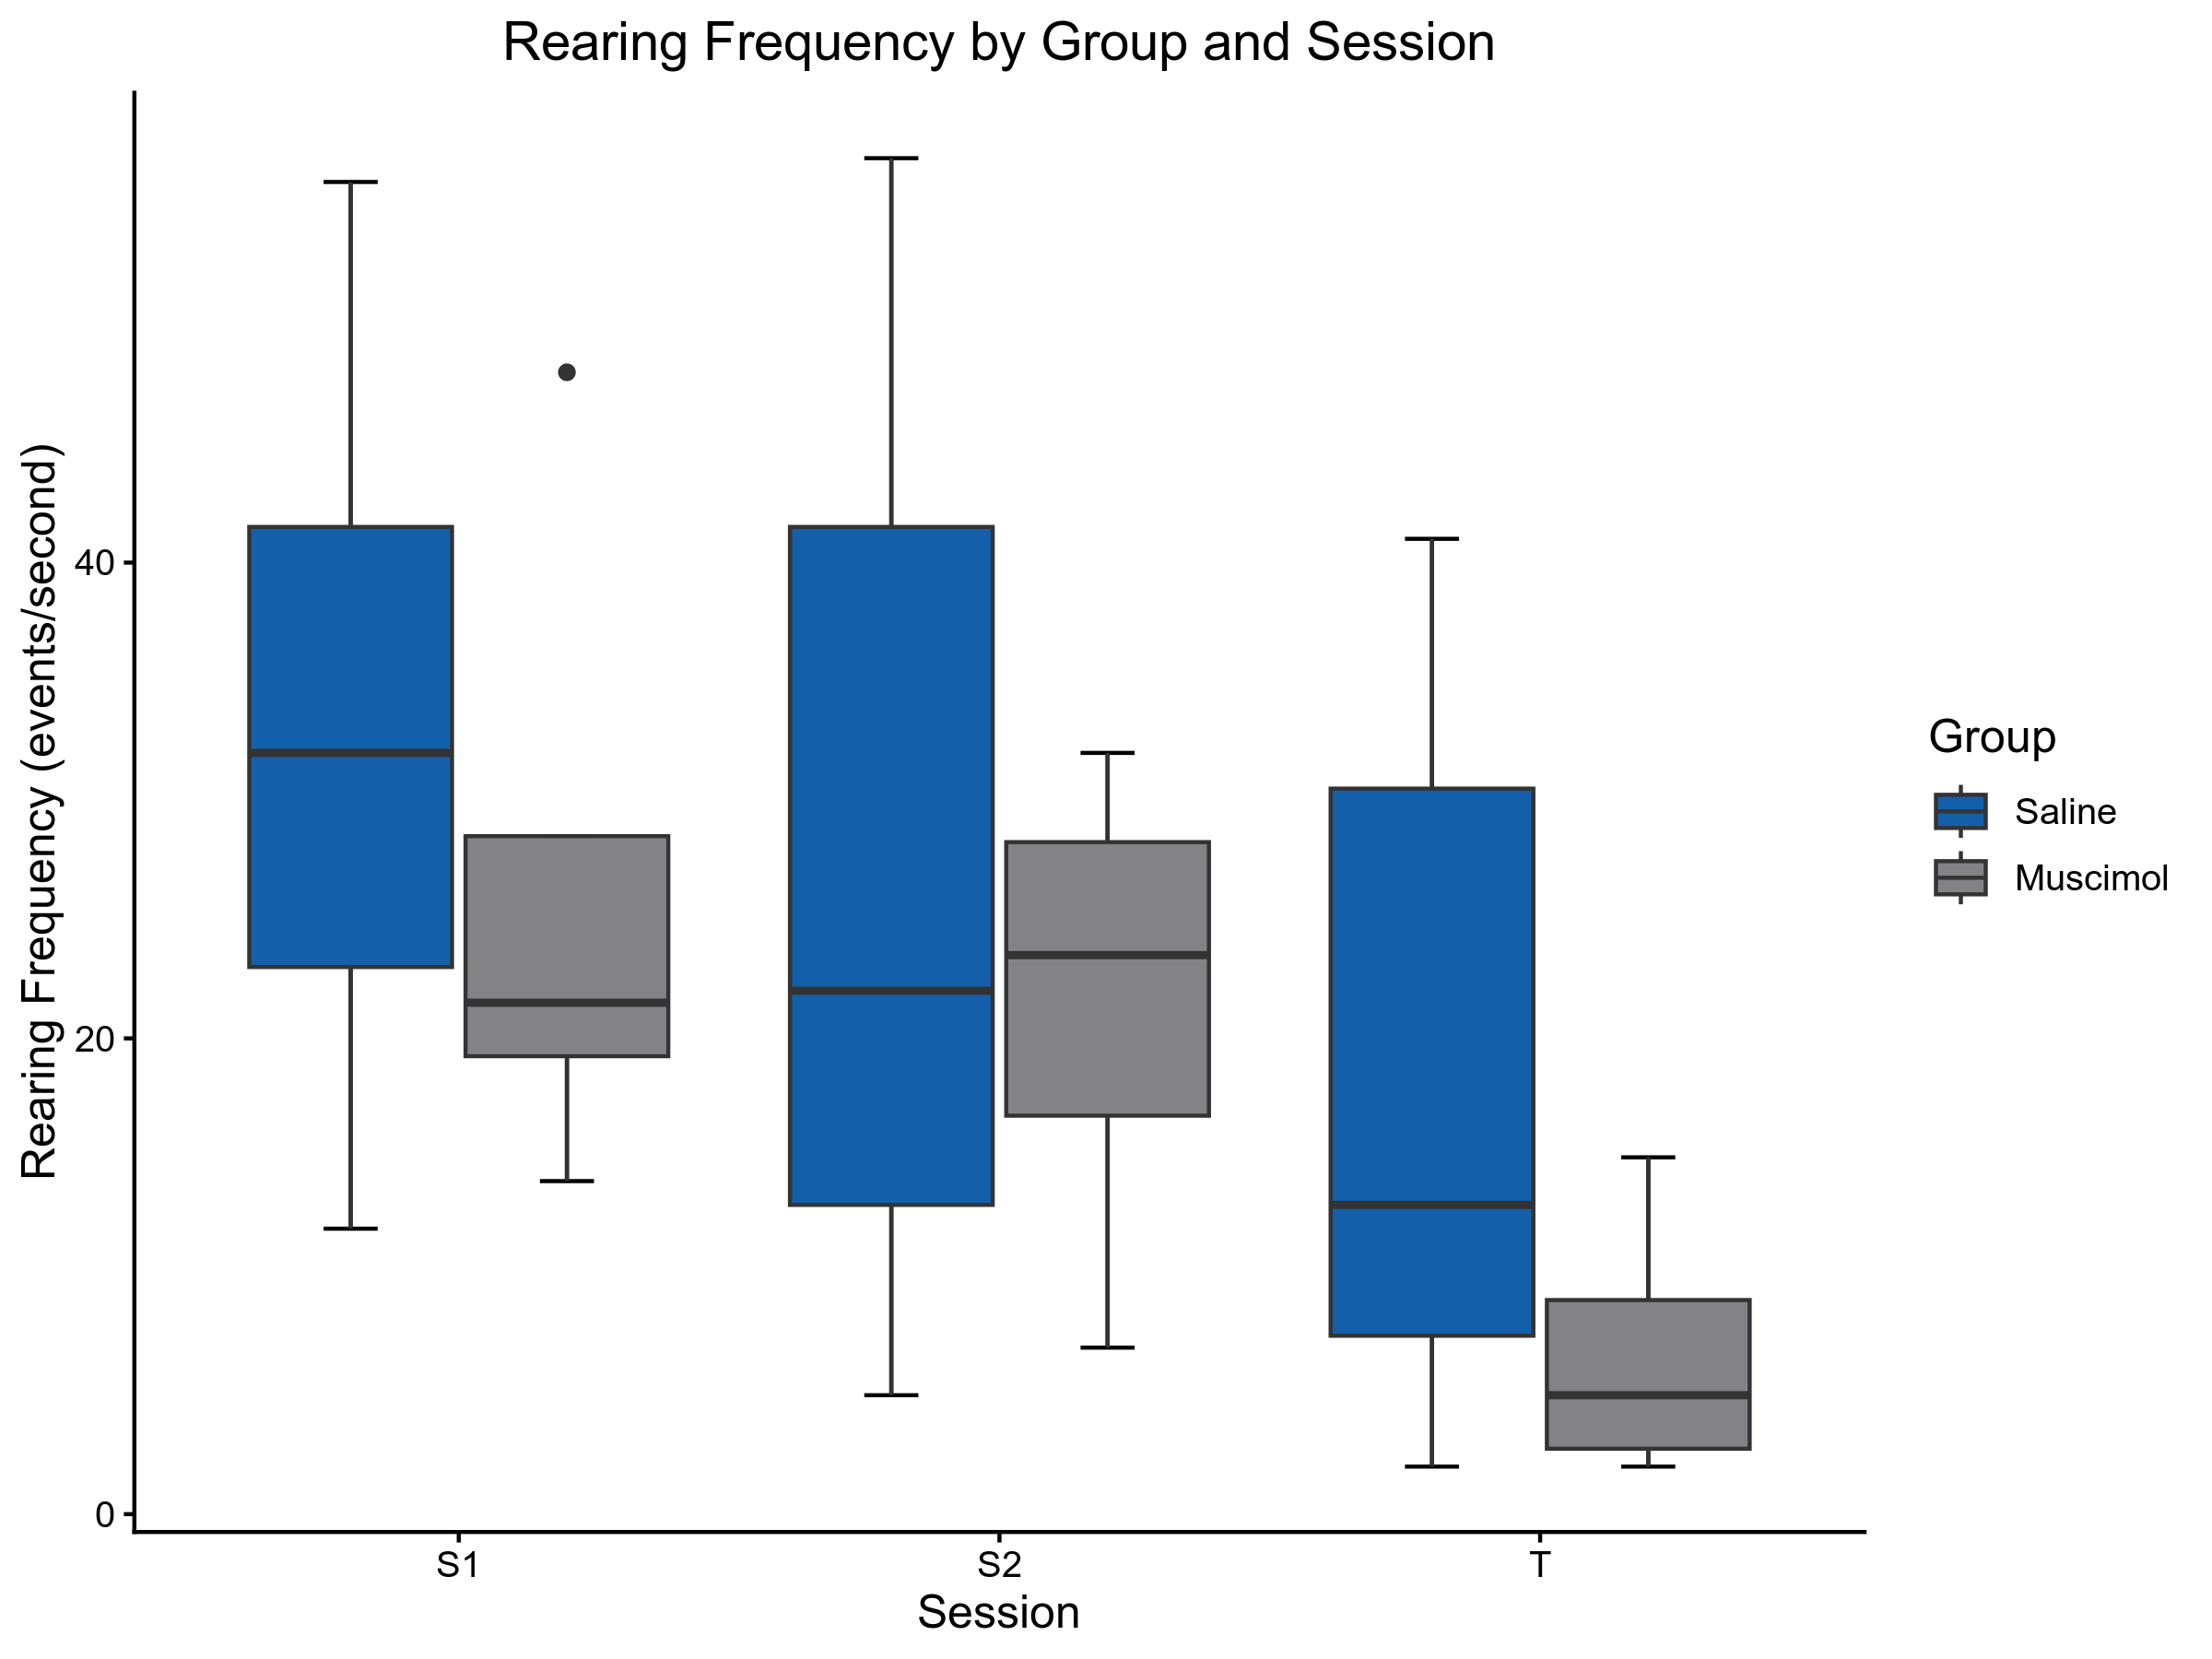 Rearing Frequency by Group and Session
Rearing Frequency (events/second)
40
20
0
S1
S2
T
Session
Group
Saline
Muscimol